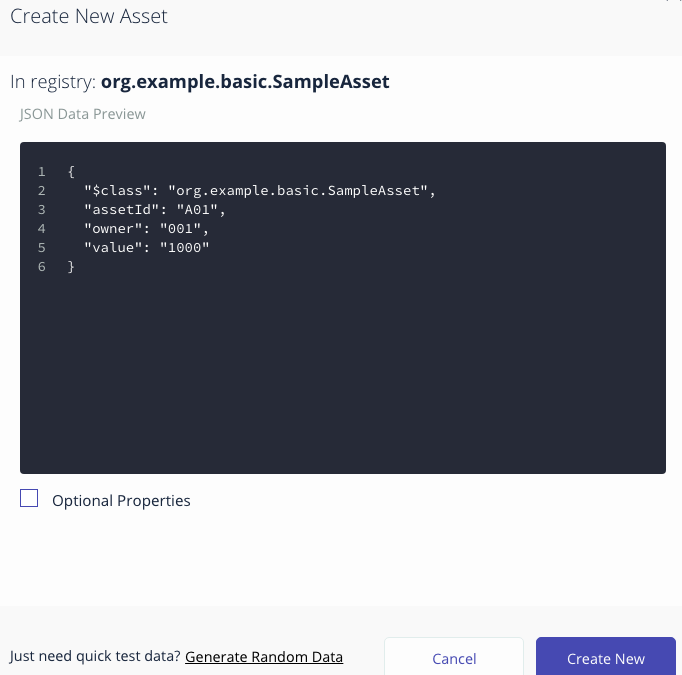 Create New Asset
In registry: org.example.basic.SampleAsset
JSON Data Preview
1 {
2   "$class": "org.example.basic.SampleAsset",
3   "assetId": "A01",
4   "owner": "001",
5   "value": "1000"
6 }
Optional Properties
Just need quick test data? Generate Random Data
Cancel
Create New